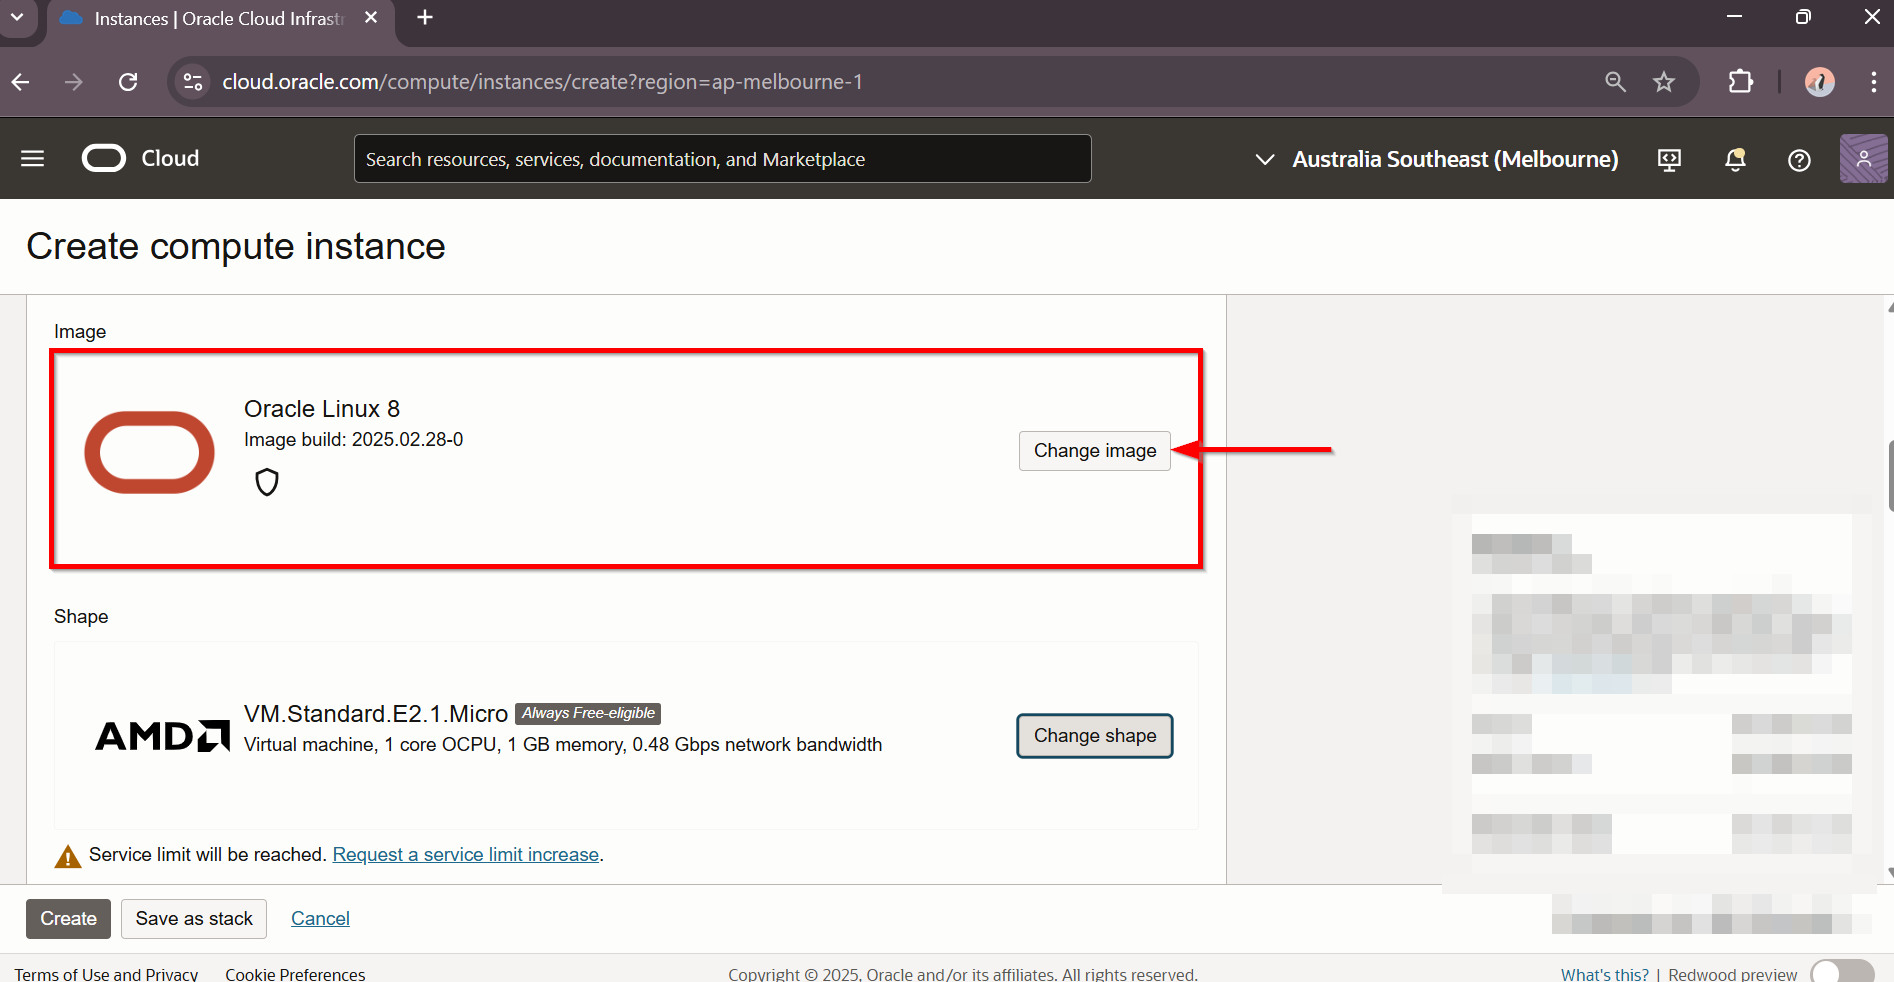 Instances | Oracle Cloud Infrastr
cloud.oracle.com/compute/instances/create?region=ap-melbourne-1
Cloud
Search resources, services, documentation, and Marketplace
Australia Southeast (Melbourne)
Create compute instance
Image
Oracle Linux 8
Image build: 2025.02.28-0
Change image
Shape
AMD
VM.Standard.E2.1.Micro Always Free-eligible
Virtual machine, 1 core OCPU, 1 GB memory, 0.48 Gbps network bandwidth
Change shape
Service limit will be reached. Request a service limit increase.
Create Save as stack Cancel
Terms of Use and Privacy Cookie Preferences Copyright © 2025, Oracle and/or its affiliates. All rights reserved. What's this? | Redwood preview